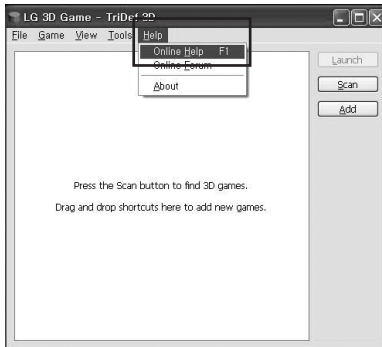 LG 3D Game - TriDef 3D
File Game View Tools Help
Online Help F1
Online Forum
About
Launch
Scan
Add
Press the Scan button to find 3D games.
Drag and drop shortcuts here to add new games.